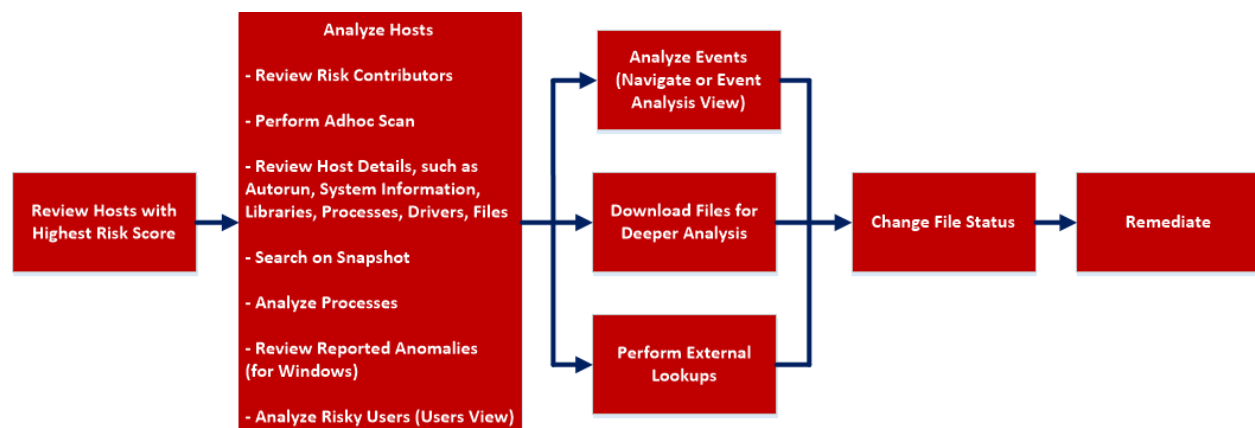 Review Hosts with
Highest Risk Score
Analyze Hosts
- Review Risk Contributors
- Perform Adhoc Scan
- Review Host Details, such as
Autorun, System Information,
Libraries, Processes, Drivers, Files
- Search on Snapshot
- Analyze Processes
- Review Reported Anomalies
(for Windows)
- Analyze Risky Users (Users View)
Analyze Events
(Navigate or Event
Analysis View)
Download Files for
Deeper Analysis
Perform External
Lookups
Change File Status
Remediate